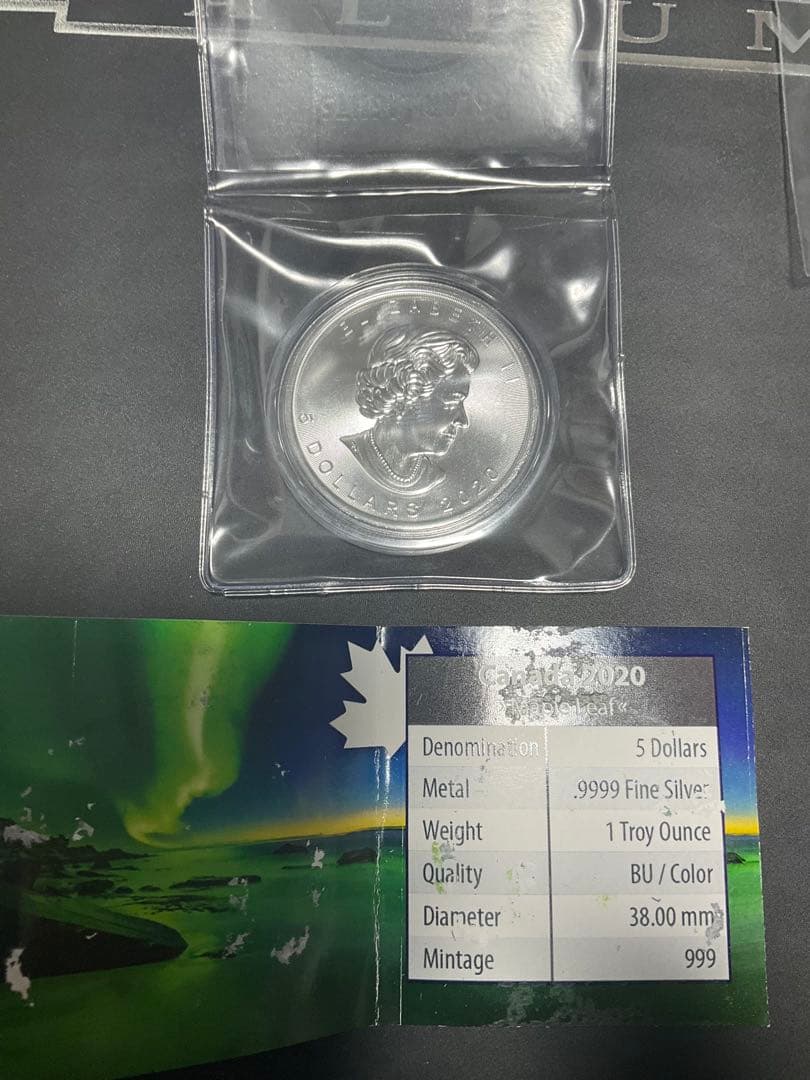 ELIZABETH II
5 DOLLARS 2020
Canada 2020
»Maple Leaf«
Denomination 5 Dollars
Metal .9999 Fine Silver
Weight 1 Troy Ounce
Quality BU / Color
Diameter 38.00 mm
Mintage 999